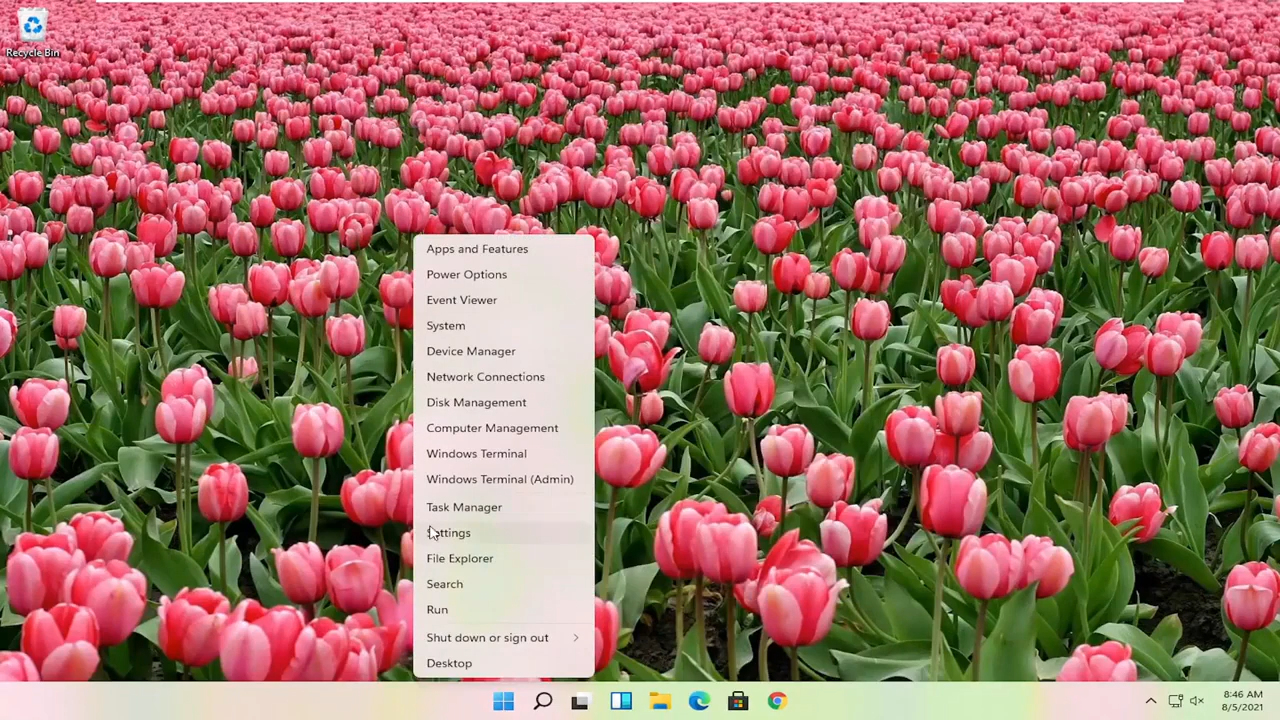 Recycle Bin
Apps and Features
Power Options
Event Viewer
System
Device Manager
Network Connections
Disk Management
Computer Management
Windows Terminal
Windows Terminal (Admin)
Task Manager
Settings
File Explorer
Search
Run
Shut down or sign out
Desktop
8:46 AM
8/5/2021